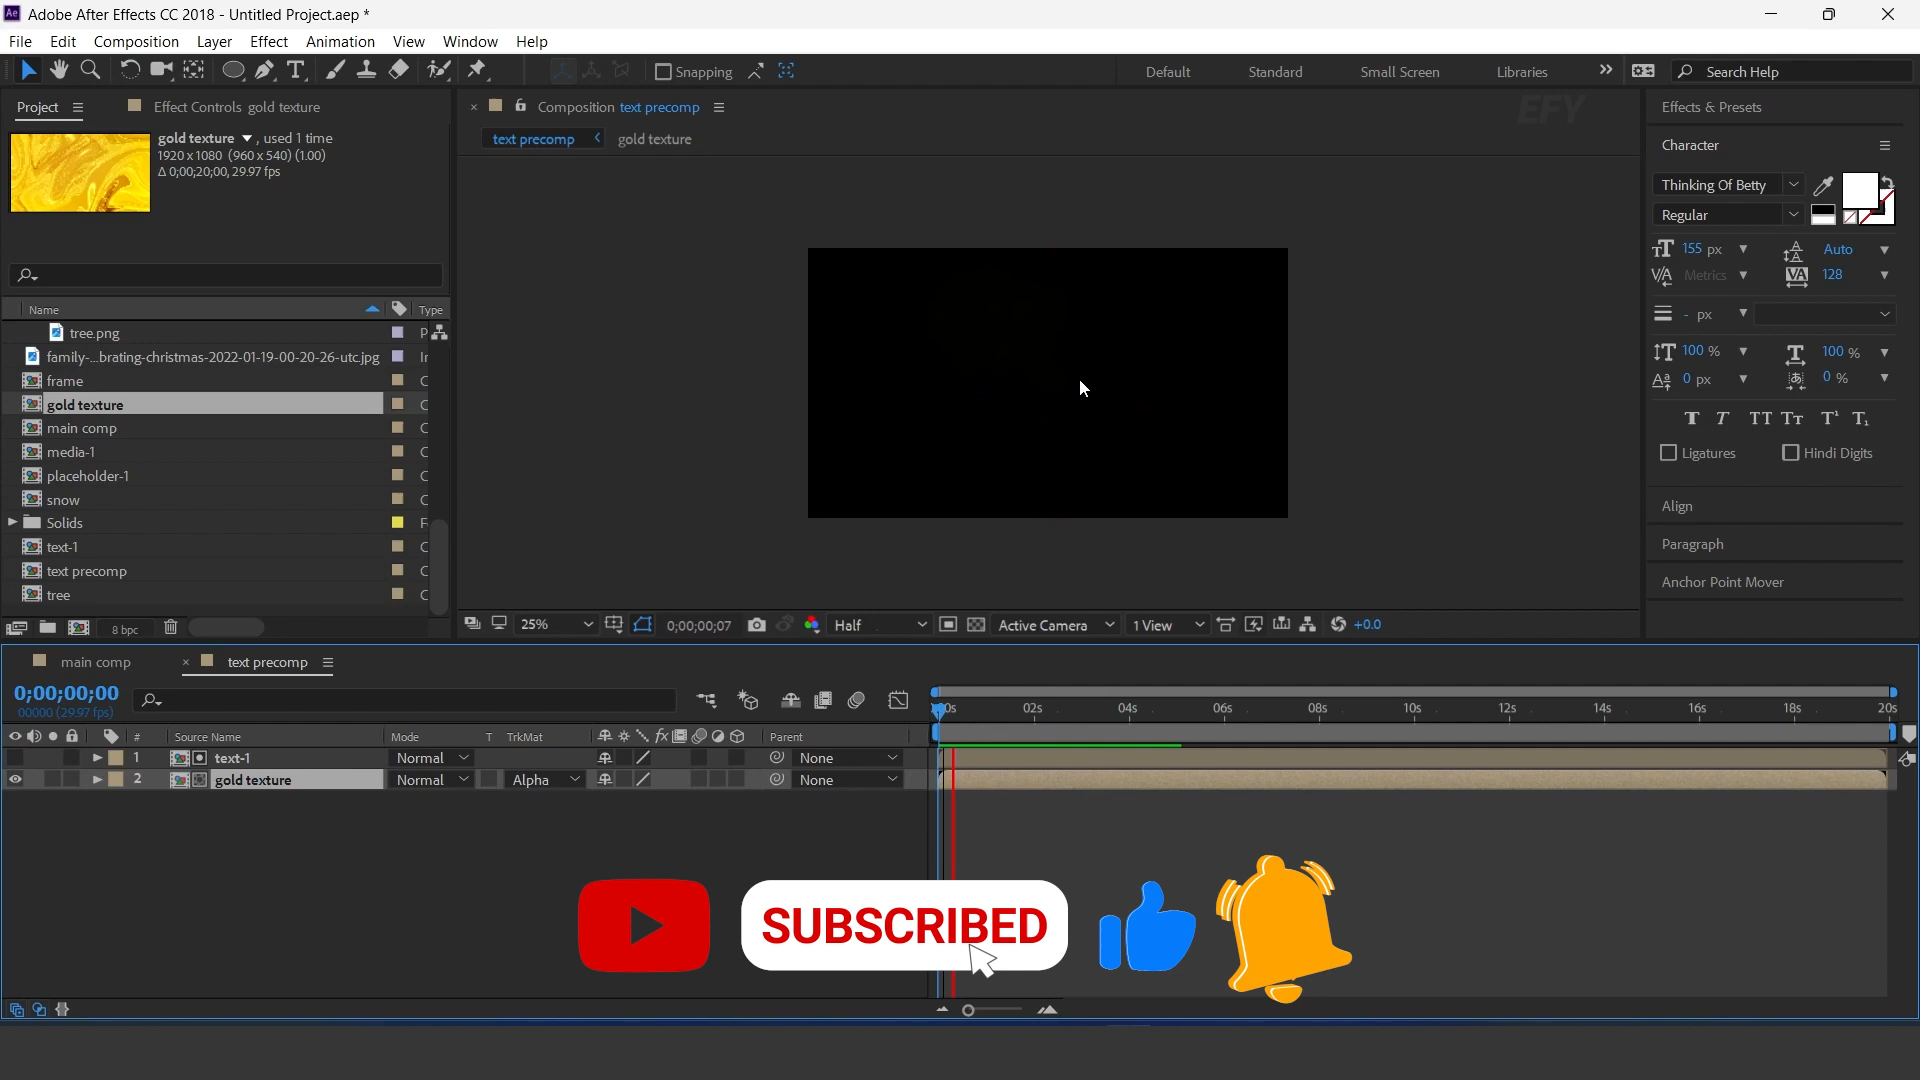 Adobe After Effects CC 2018 - Untitled Project.aep *
File Edit Composition Layer Effect Animation View Window Help
Snapping Default Standard Small Screen Libraries Search Help
Project Effect Controls gold texture
Composition text precomp
EFY
Effects & Presets
text precomp gold texture
gold texture , used 1 time
1920 x 1080 (960 x 540) (1.00)
Δ 0;00;20;00, 29.97 fps
Character
Thinking Of Betty
Regular
155 px Auto
Metrics 128
- px
100 % 100 %
0 px 0 %
Ligatures Hindi Digits
Align
Paragraph
Anchor Point Mover
Name Type
tree.png P
family-...brating-christmas-2022-01-19-00-20-26-utc.jpg
frame
gold texture
main comp
media-1
placeholder-1
snow
Solids
text-1
text precomp
tree
8 bpc
25% 0;00;00;07 Half Active Camera 1 View +0.0
main comp text precomp
0;00;00;00
00000 (29.97 fps)
02s 04s 06s 08s 10s 12s 14s 16s 18s 20s
# Source Name Mode T TrkMat fx Parent
1 text-1 Normal None
2 gold texture Normal Alpha None
SUBSCRIBED